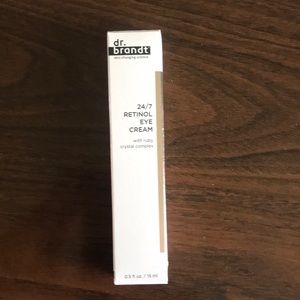 dr.
brandt
skin changing science
24/7
RETINOL
EYE
CREAM
with ruby
crystal complex
0.5 fl. oz. / 15 ml